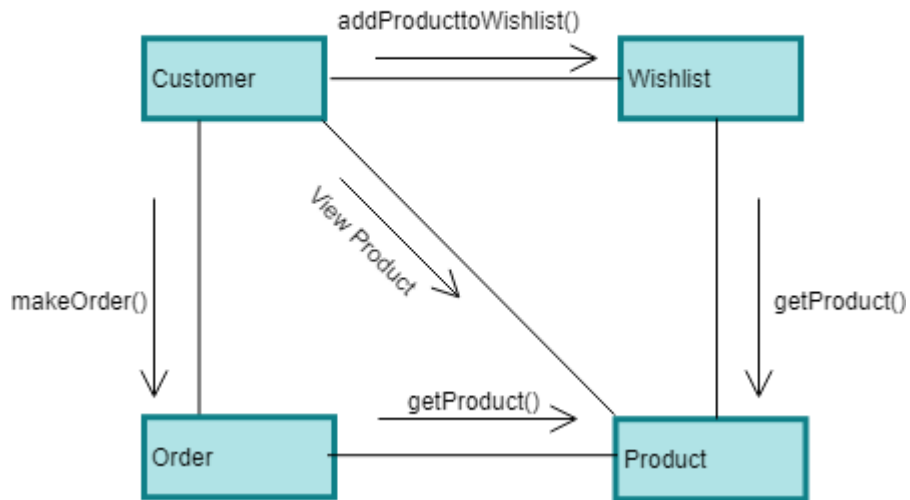 addProducttoWishlist()
Customer
Wishlist
View Product
makeOrder()
getProduct()
getProduct()
Order
Product